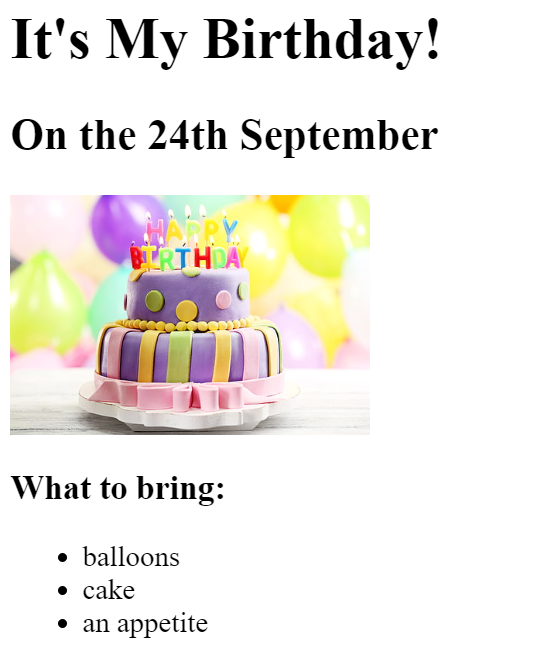 It's My Birthday!
On the 24th September
HAPPY
BIRTHDAY
What to bring:
balloons
cake
an appetite